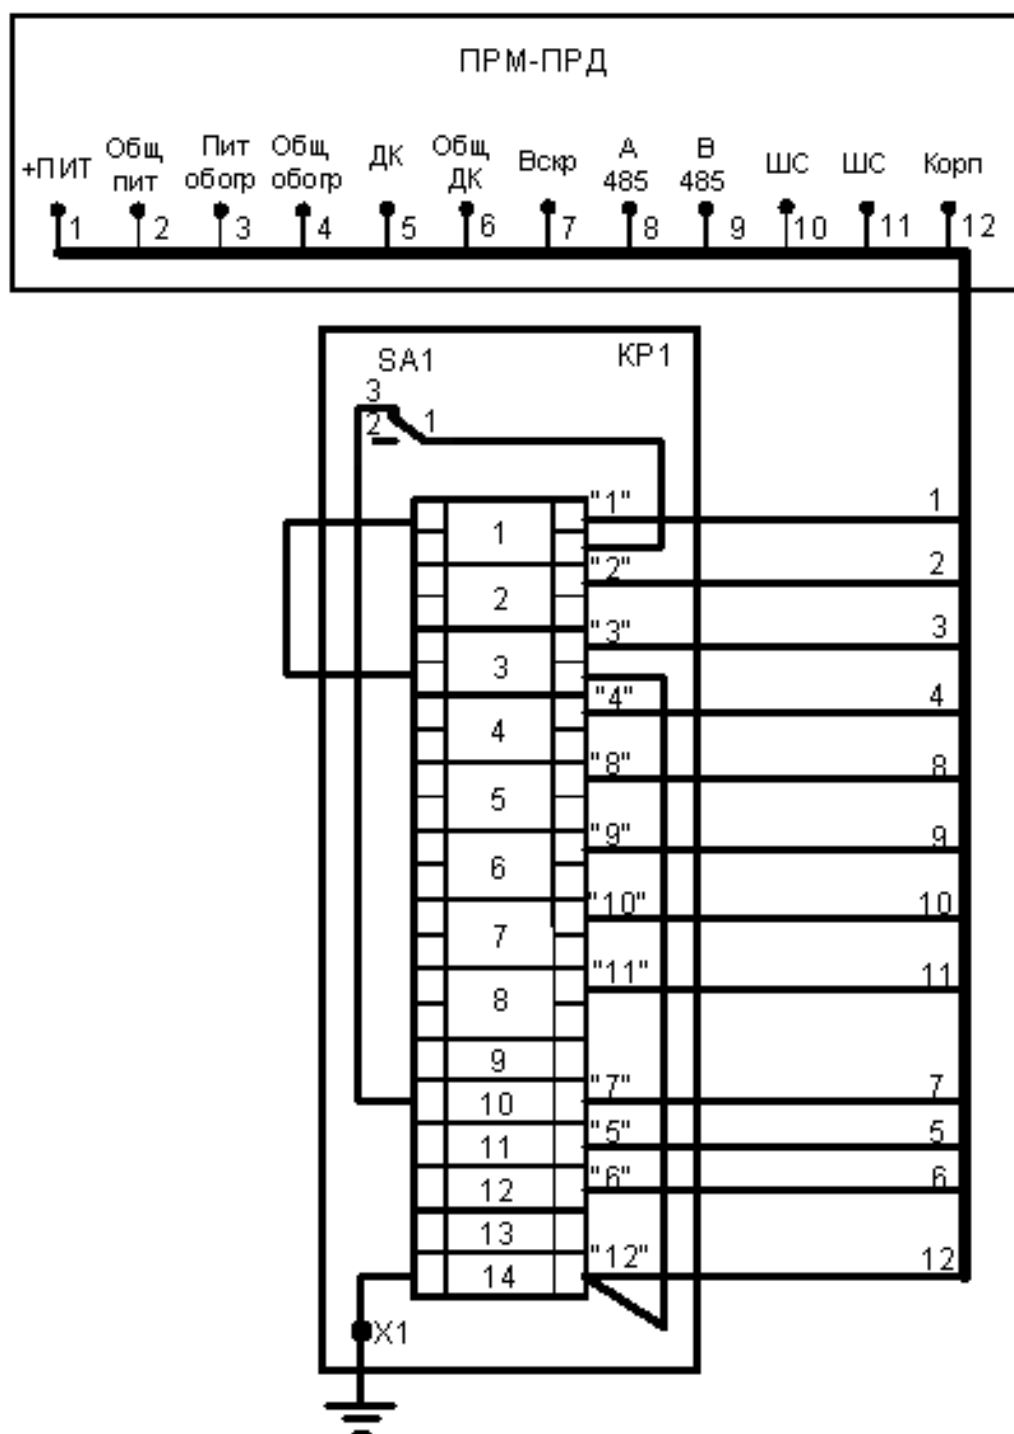 ПРМ-ПРД
+ПИТ
Общ
пит
Пит
обогр
Общ
обогр
ДК
Общ
ДК
Вскр
А
485
В
485
ШС
ШС
Корп
1 2 3 4 5 6 7 8 9 10 11 12
SA1 КР1
3
2 1
"1" 1
1
"2" 2
2
"3" 3
3
"4" 4
4
"8" 8
5
"9" 9
6
"10" 10
7
"11" 11
8
9
"7" 7
10
"5" 5
11
"6" 6
12
13
"12" 12
14
X1